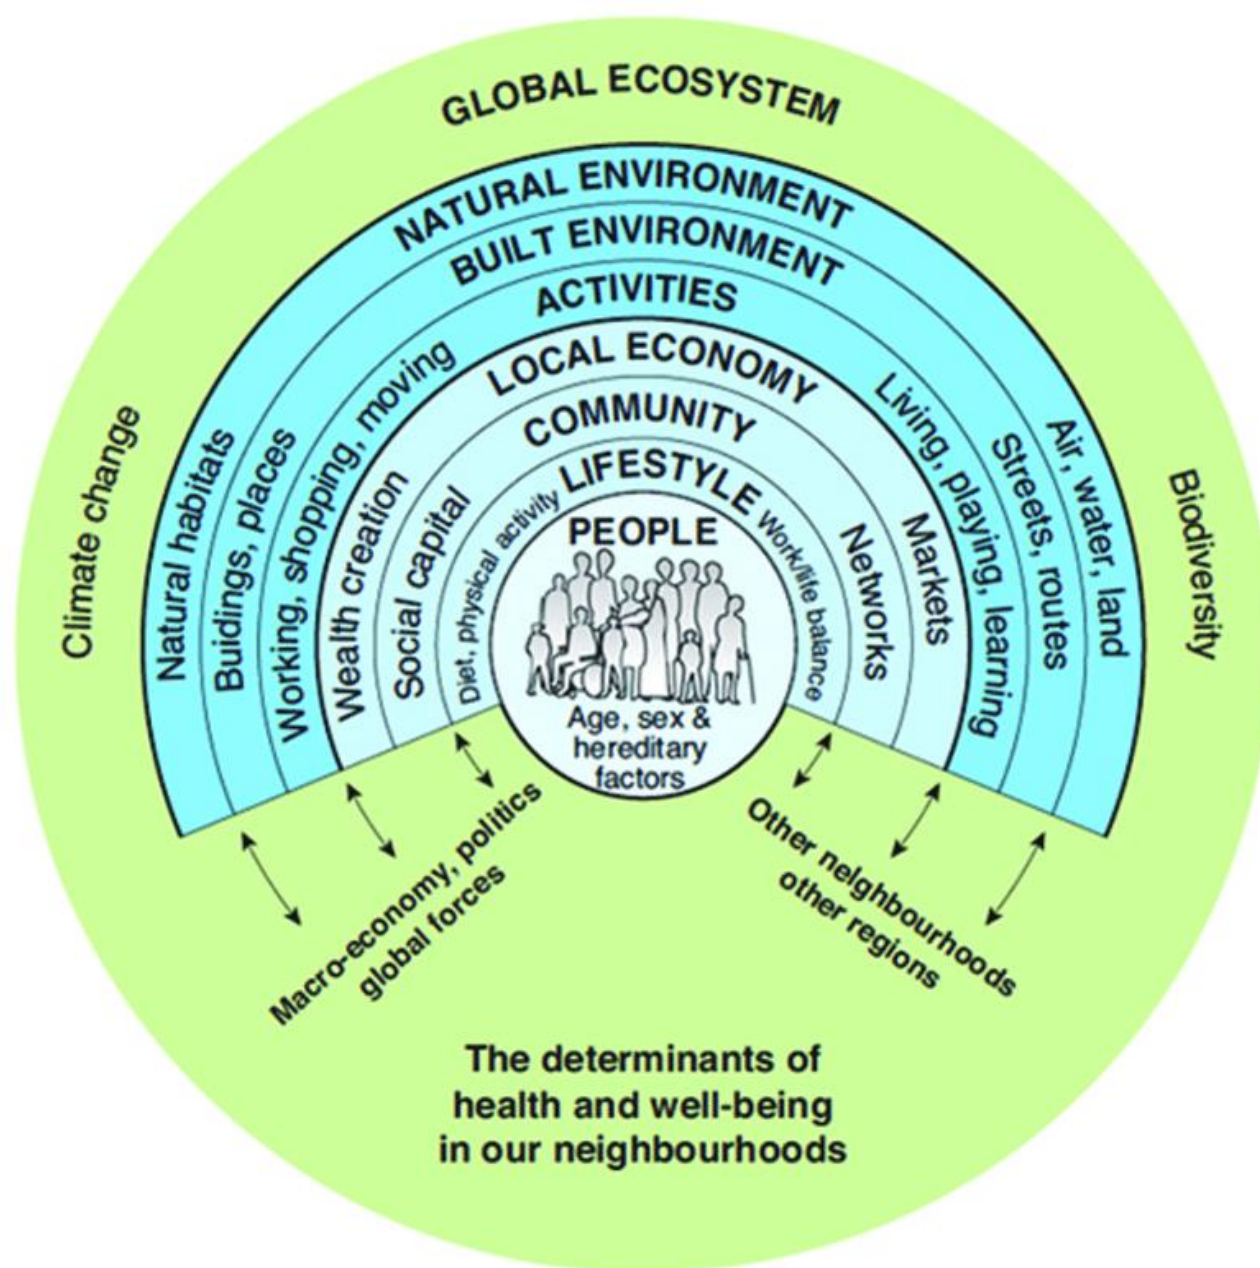 GLOBAL ECOSYSTEM
NATURAL ENVIRONMENT
BUILT ENVIRONMENT
ACTIVITIES
LOCAL ECONOMY
COMMUNITY
LIFESTYLE
PEOPLE
Age, sex &
hereditary
factors
Climate change
Natural habitats
Buidings, places
Working, shopping, moving
Wealth creation
Social capital
Diet, physical activity
Work/life balance
Networks
Markets
Living, playing, learning
Streets, routes
Air, water, land
Biodiversity
Macro-economy, politics
global forces
Other nelghbourhoods
other regions
The determinants of
health and well-being
in our neighbourhoods